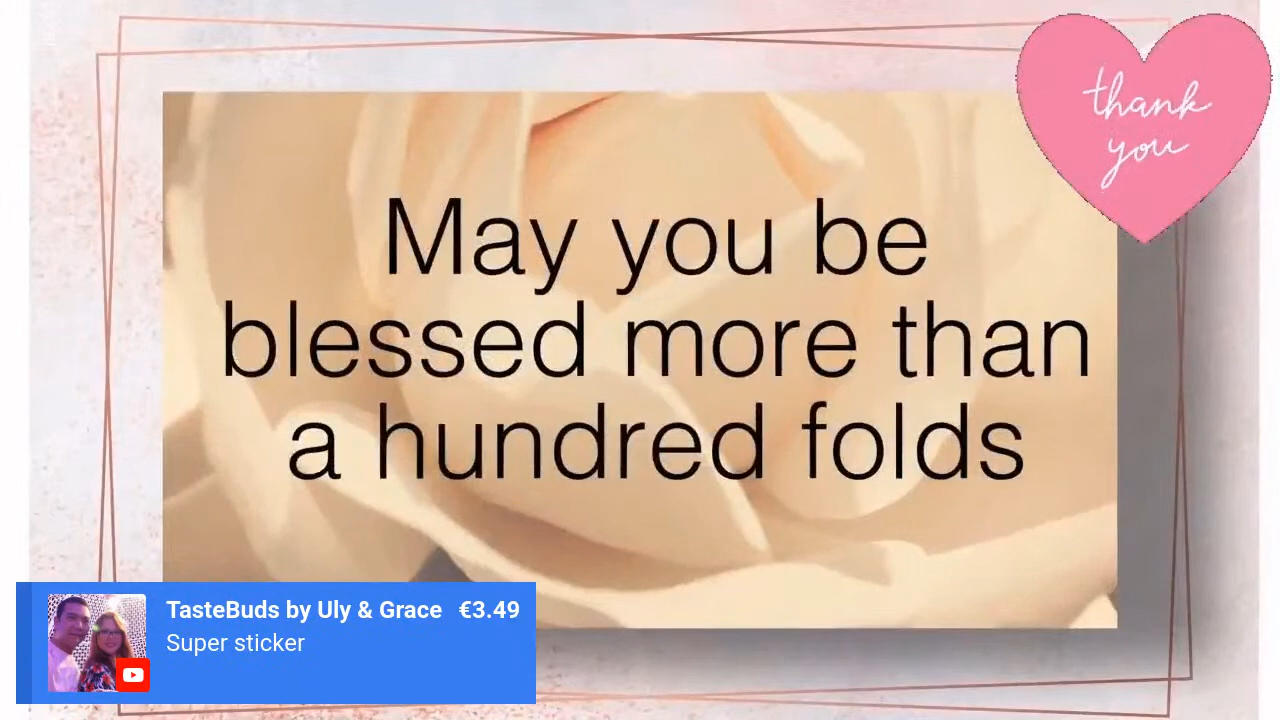 thank
you
May you be
blessed more than
a hundred folds
TasteBuds by Uly & Grace €3.49
Super sticker